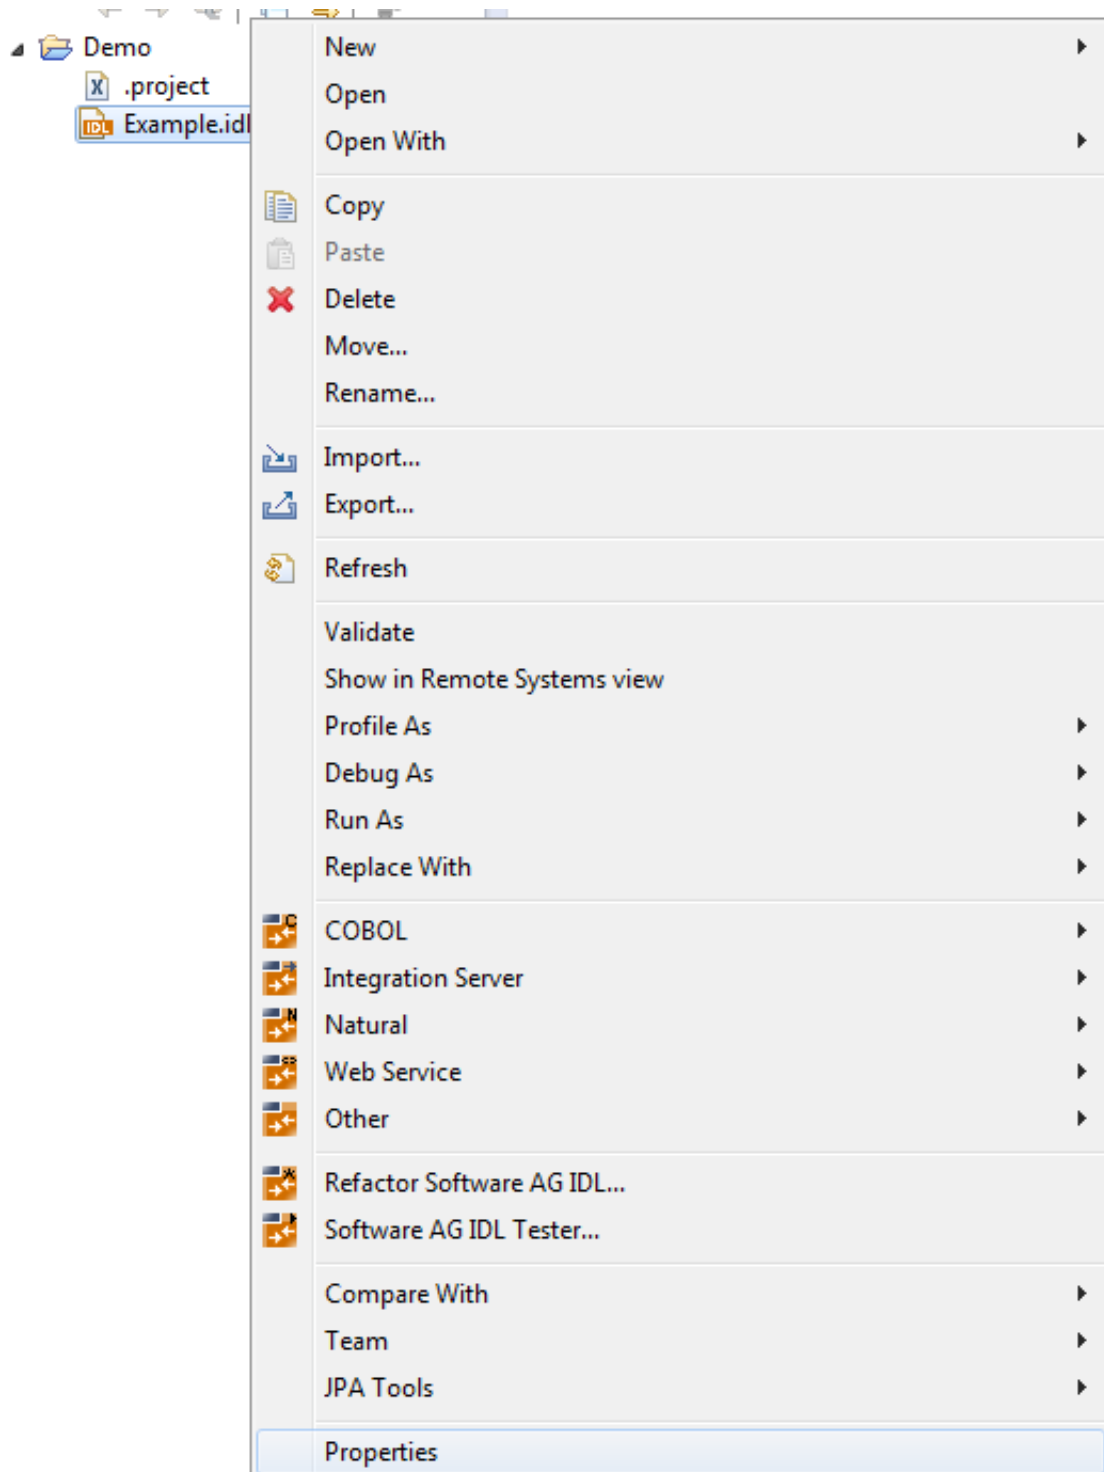 Demo
.project
Example.idl
New
Open
Open With
Copy
Paste
Delete
Move...
Rename...
Import...
Export...
Refresh
Validate
Show in Remote Systems view
Profile As
Debug As
Run As
Replace With
COBOL
Integration Server
Natural
Web Service
Other
Refactor Software AG IDL...
Software AG IDL Tester...
Compare With
Team
JPA Tools
Properties